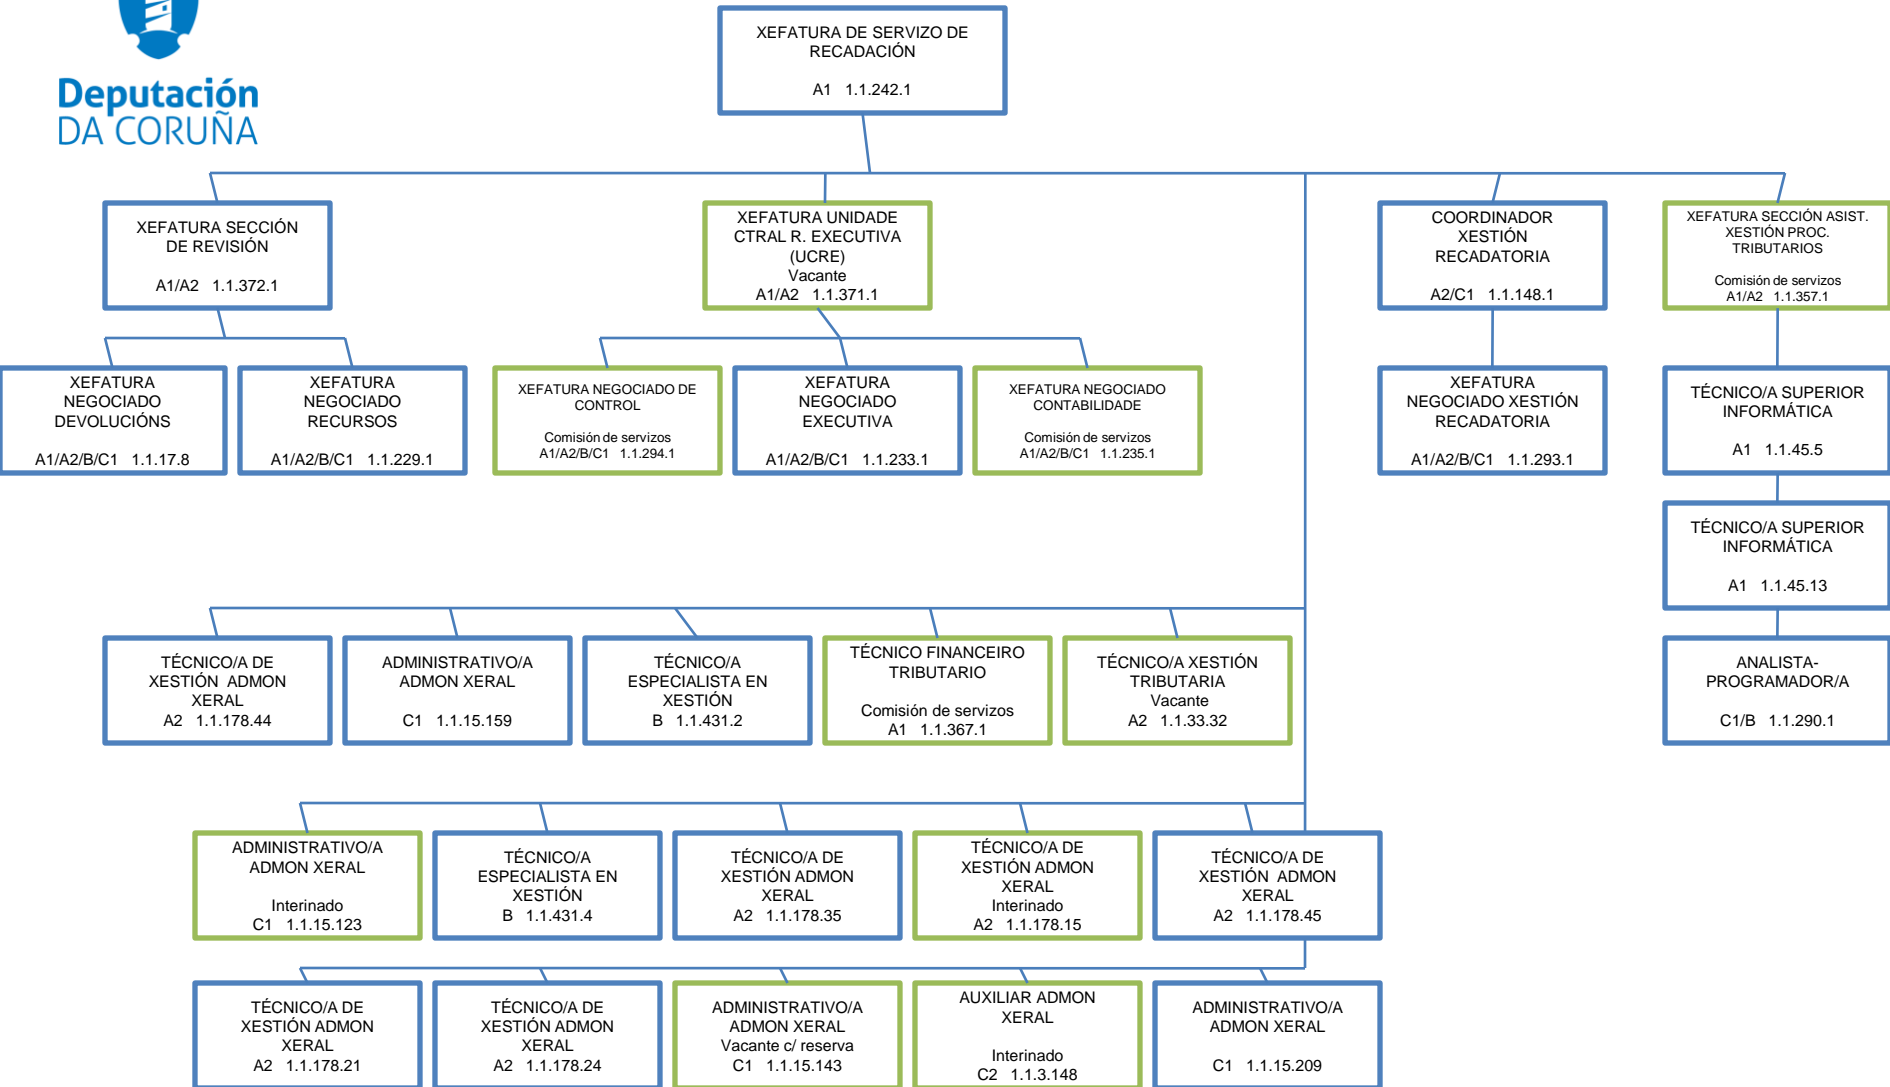 Deputación
DA CORUÑA
XEFATURA DE SERVIZO DE
RECADACIÓN
A1 1.1.242.1
XEFATURA SECCIÓN
DE REVISIÓN
A1/A2 1.1.372.1
XEFATURA UNIDADE
CTRAL R. EXECUTIVA
(UCRE)
Vacante
A1/A2 1.1.371.1
COORDINADOR
XESTIÓN
RECADATORIA
A2/C1 1.1.148.1
XEFATURA SECCIÓN ASIST.
XESTIÓN PROC.
TRIBUTARIOS
Comisión de servizos
A1/A2 1.1.357.1
XEFATURA
NEGOCIADO
DEVOLUCIÓNS
A1/A2/B/C1 1.1.17.8
XEFATURA
NEGOCIADO
RECURSOS
A1/A2/B/C1 1.1.229.1
XEFATURA NEGOCIADO DE
CONTROL
Comisión de servizos
A1/A2/B/C1 1.1.294.1
XEFATURA
NEGOCIADO
EXECUTIVA
A1/A2/B/C1 1.1.233.1
XEFATURA NEGOCIADO
CONTABILIDADE
Comisión de servizos
A1/A2/B/C1 1.1.235.1
XEFATURA
NEGOCIADO XESTIÓN
RECADATORIA
A1/A2/B/C1 1.1.293.1
TÉCNICO/A SUPERIOR
INFORMÁTICA
A1 1.1.45.5
TÉCNICO/A SUPERIOR
INFORMÁTICA
A1 1.1.45.13
TÉCNICO/A DE
XESTIÓN ADMON
XERAL
A2 1.1.178.44
ADMINISTRATIVO/A
ADMON XERAL
C1 1.1.15.159
TÉCNICO/A
ESPECIALISTA EN
XESTIÓN
B 1.1.431.2
TÉCNICO FINANCEIRO
TRIBUTARIO
Comisión de servizos
A1 1.1.367.1
TÉCNICO/A XESTIÓN
TRIBUTARIA
Vacante
A2 1.1.33.32
ANALISTA-
PROGRAMADOR/A
C1/B 1.1.290.1
ADMINISTRATIVO/A
ADMON XERAL
Interinado
C1 1.1.15.123
TÉCNICO/A
ESPECIALISTA EN
XESTIÓN
B 1.1.431.4
TÉCNICO/A DE
XESTIÓN ADMON
XERAL
A2 1.1.178.35
TÉCNICO/A DE
XESTIÓN ADMON
XERAL
Interinado
A2 1.1.178.15
TÉCNICO/A DE
XESTIÓN ADMON
XERAL
A2 1.1.178.45
TÉCNICO/A DE
XESTIÓN ADMON
XERAL
A2 1.1.178.21
TÉCNICO/A DE
XESTIÓN ADMON
XERAL
A2 1.1.178.24
ADMINISTRATIVO/A
ADMON XERAL
Vacante c/ reserva
C1 1.1.15.143
AUXILIAR ADMON
XERAL
Interinado
C2 1.1.3.148
ADMINISTRATIVO/A
ADMON XERAL
C1 1.1.15.209